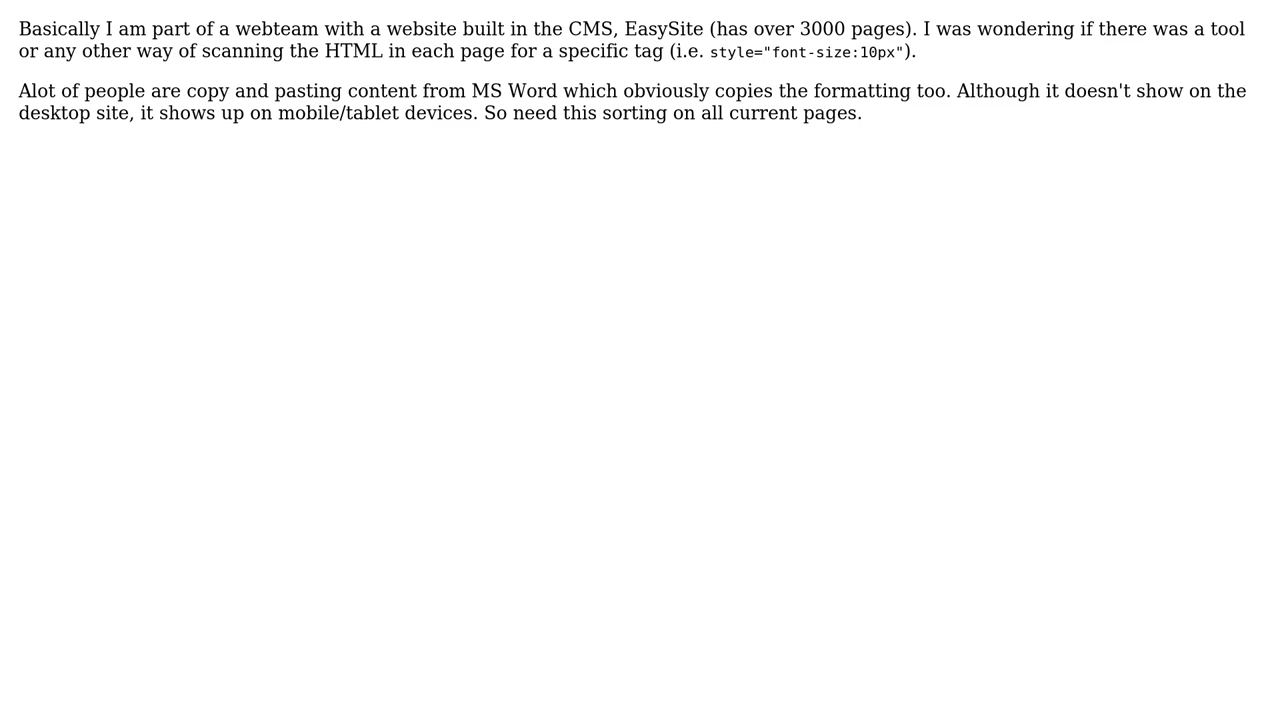 Basically I am part of a webteam with a website built in the CMS, EasySite (has over 3000 pages). I was wondering if there was a tool
or any other way of scanning the HTML in each page for a specific tag (i.e. style="font-size:10px").
Alot of people are copy and pasting content from MS Word which obviously copies the formatting too. Although it doesn't show on the
desktop site, it shows up on mobile/tablet devices. So need this sorting on all current pages.